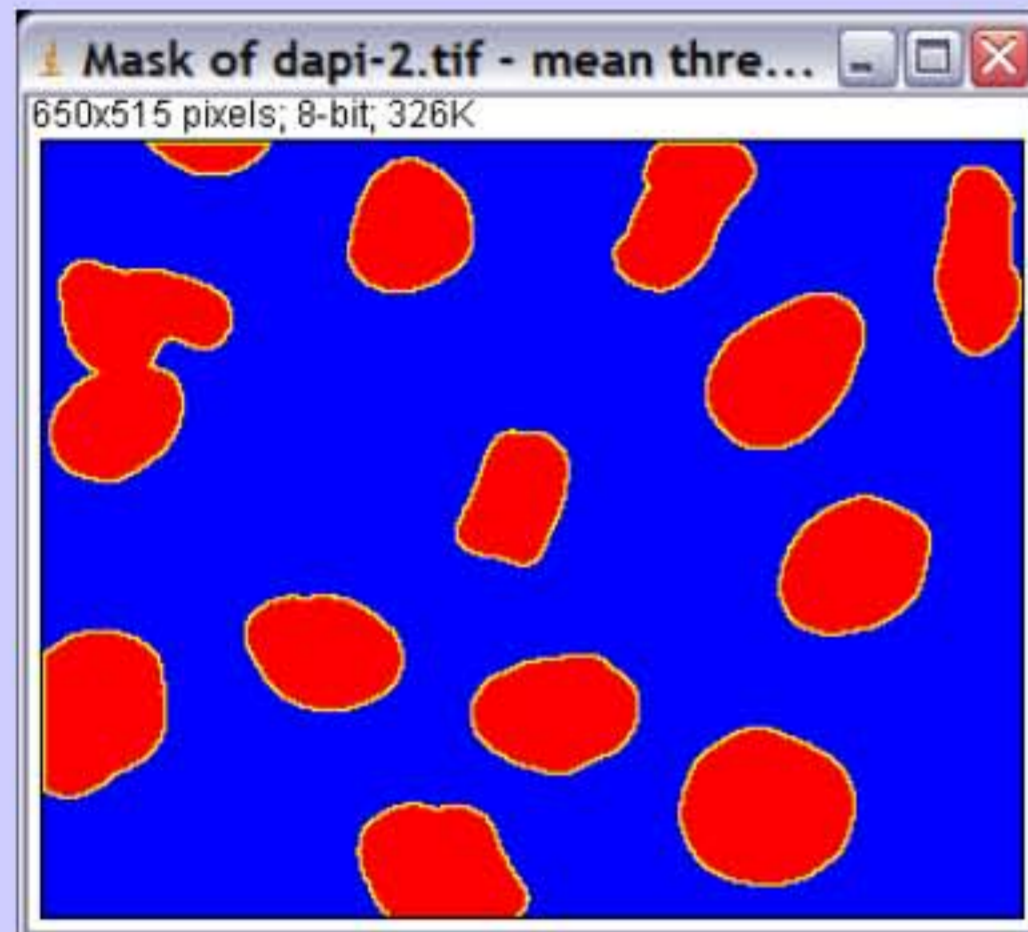 Mask of dapi-2.tif - mean thre...
650x515 pixels; 8-bit; 326K